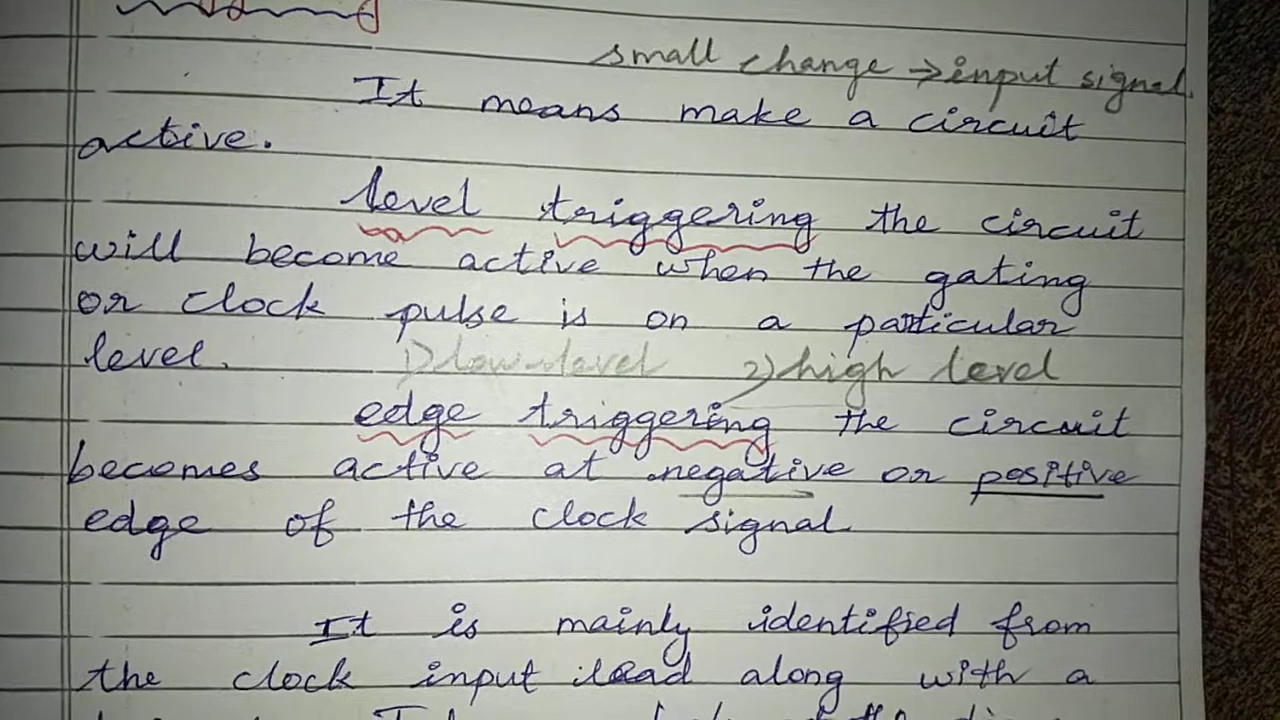 small change → input signal.
It means make a circuit
active.
level triggering the circuit
will become active when the gating
or clock pulse is on a particular
level. 1) low-level 2) high level
edge triggering the circuit
becomes active at negative or positive
edge of the clock signal
It is mainly identified from
the clock input lead along with a